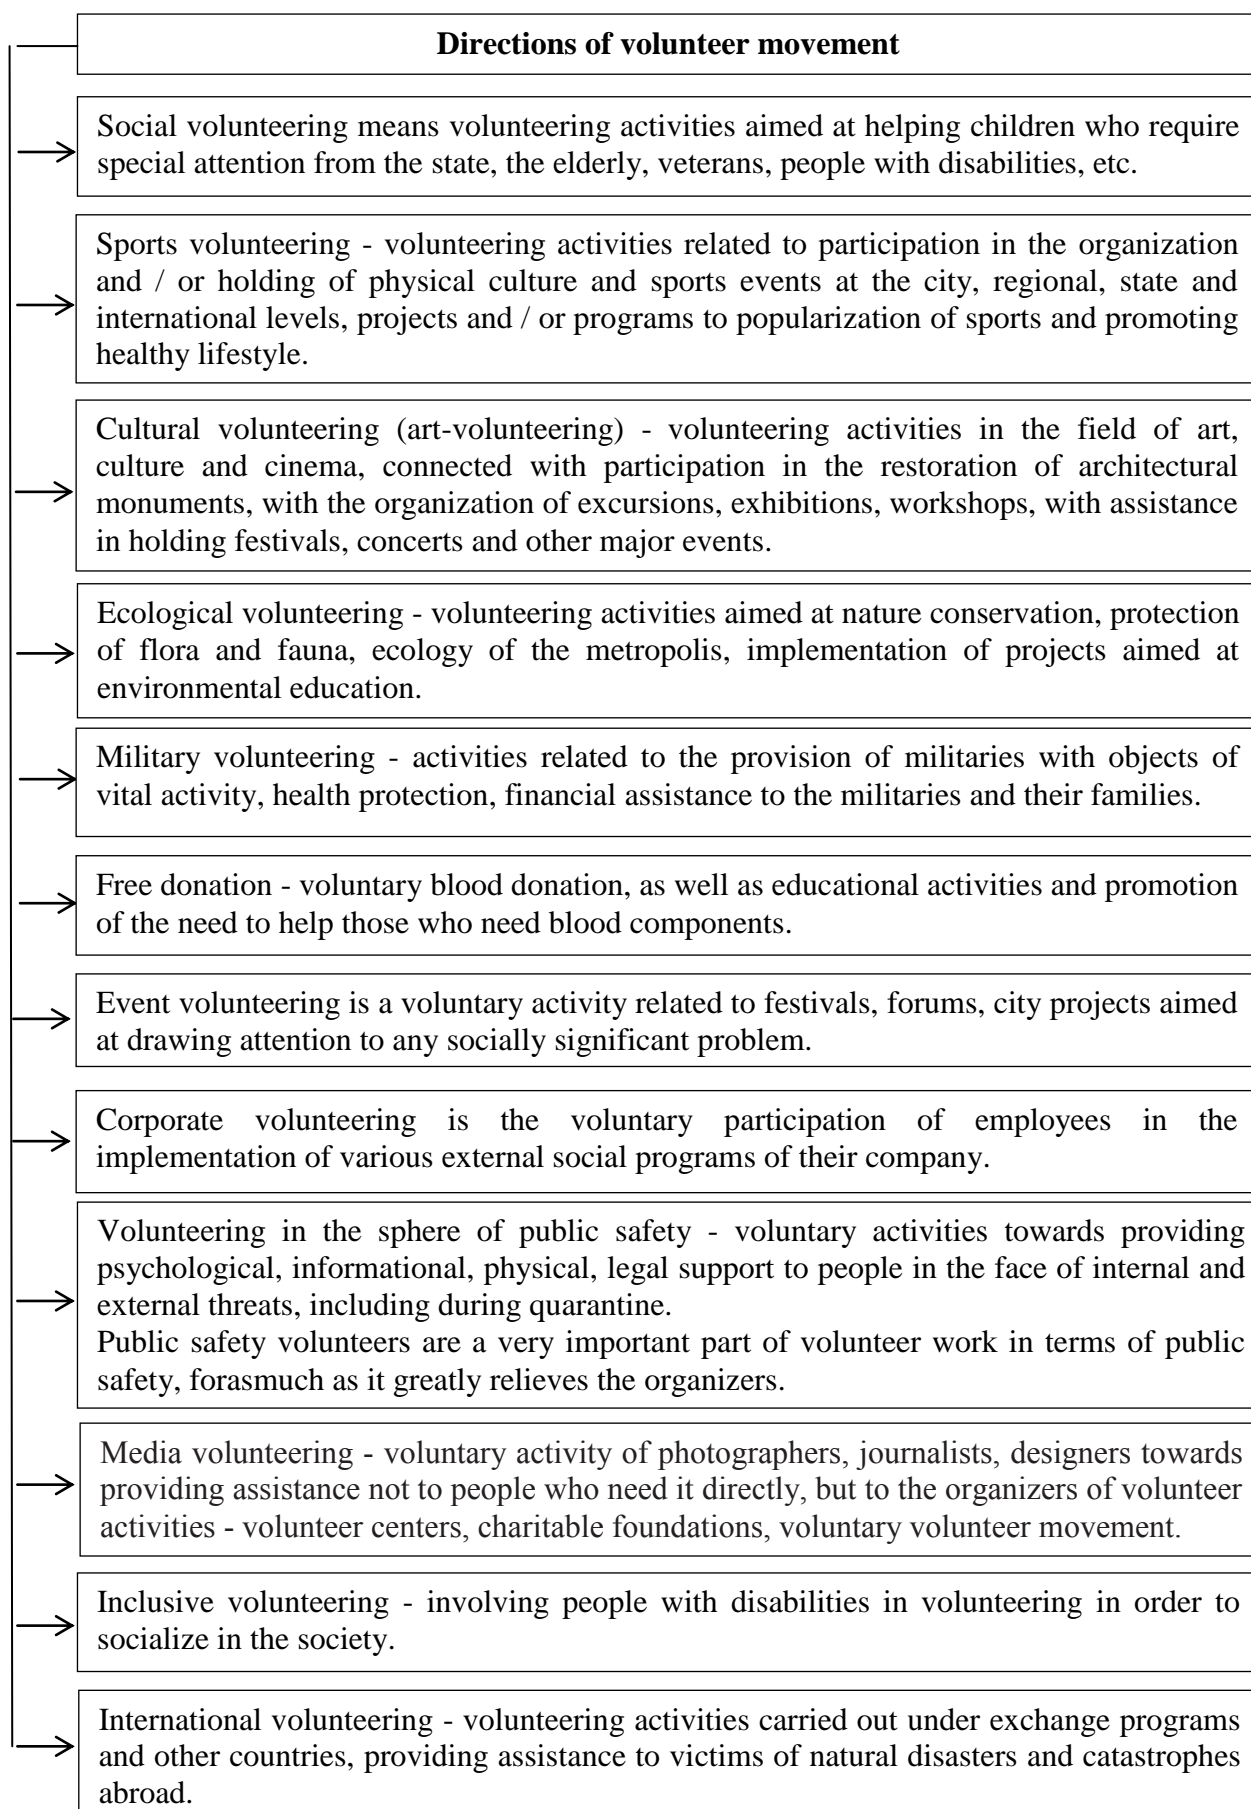 Directions of volunteer movement
Social volunteering means volunteering activities aimed at helping children who require
special attention from the state, the elderly, veterans, people with disabilities, etc.
Sports volunteering - volunteering activities related to participation in the organization
and / or holding of physical culture and sports events at the city, regional, state and
international levels, projects and / or programs to popularization of sports and promoting
healthy lifestyle.
Cultural volunteering (art-volunteering) - volunteering activities in the field of art,
culture and cinema, connected with participation in the restoration of architectural
monuments, with the organization of excursions, exhibitions, workshops, with assistance
in holding festivals, concerts and other major events.
Ecological volunteering - volunteering activities aimed at nature conservation, protection
of flora and fauna, ecology of the metropolis, implementation of projects aimed at
environmental education.
Military volunteering - activities related to the provision of militaries with objects of
vital activity, health protection, financial assistance to the militaries and their families.
Free donation - voluntary blood donation, as well as educational activities and promotion
of the need to help those who need blood components.
Event volunteering is a voluntary activity related to festivals, forums, city projects aimed
at drawing attention to any socially significant problem.
Corporate volunteering is the voluntary participation of employees in the
implementation of various external social programs of their company.
Volunteering in the sphere of public safety - voluntary activities towards providing
psychological, informational, physical, legal support to people in the face of internal and
external threats, including during quarantine.
Public safety volunteers are a very important part of volunteer work in terms of public
safety, forasmuch as it greatly relieves the organizers.
Media volunteering - voluntary activity of photographers, journalists, designers towards
providing assistance not to people who need it directly, but to the organizers of volunteer
activities - volunteer centers, charitable foundations, voluntary volunteer movement.
Inclusive volunteering - involving people with disabilities in volunteering in order to
socialize in the society.
International volunteering - volunteering activities carried out under exchange programs
and other countries, providing assistance to victims of natural disasters and catastrophes
abroad.